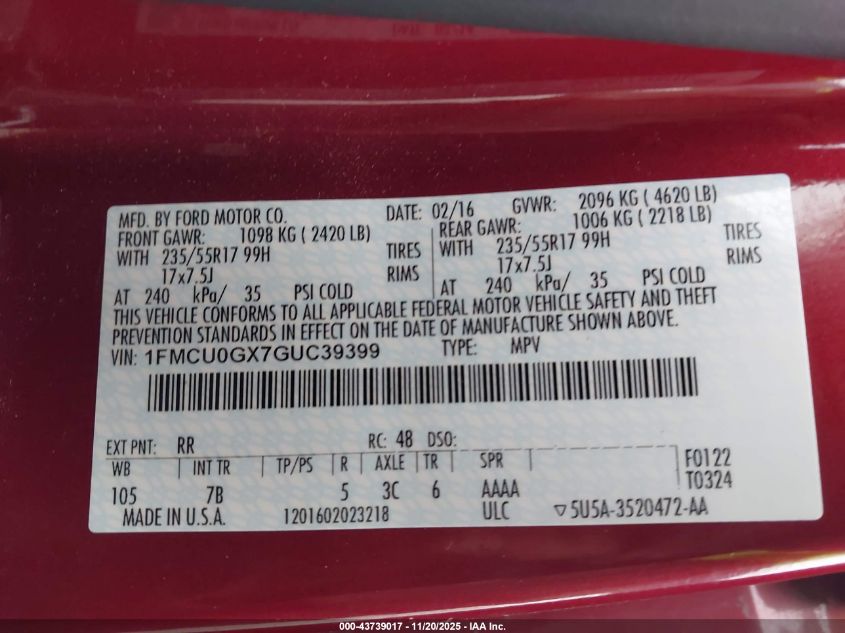 MFD. BY FORD MOTOR CO. DATE: 02/16 GVWR: 2096 KG ( 4620 LB)
FRONT GAWR: 1098 KG ( 2420 LB) REAR GAWR: 1006 KG ( 2218 LB)
WITH 235/55R17 99H TIRES WITH 235/55R17 99H TIRES
17x7.5J RIMS 17x7.5J RIMS
AT 240 kPa/ 35 PSI COLD AT 240 kPa/ 35 PSI COLD
THIS VEHICLE CONFORMS TO ALL APPLICABLE FEDERAL MOTOR VEHICLE SAFETY AND THEFT
PREVENTION STANDARDS IN EFFECT ON THE DATE OF MANUFACTURE SHOWN ABOVE.
VIN: 1FMCU0GX7GUC39399 TYPE: MPV
EXT PNT: RR RC: 48 DSO:
WB INT TR TP/PS R AXLE TR SPR F0122
105 7B 5 3C 6 AAAA T0324
MADE IN U.S.A. 1201602023218 ULC ▽5U5A-3520472-AA
000-43739017 - 11/20/2025 - IAA Inc.